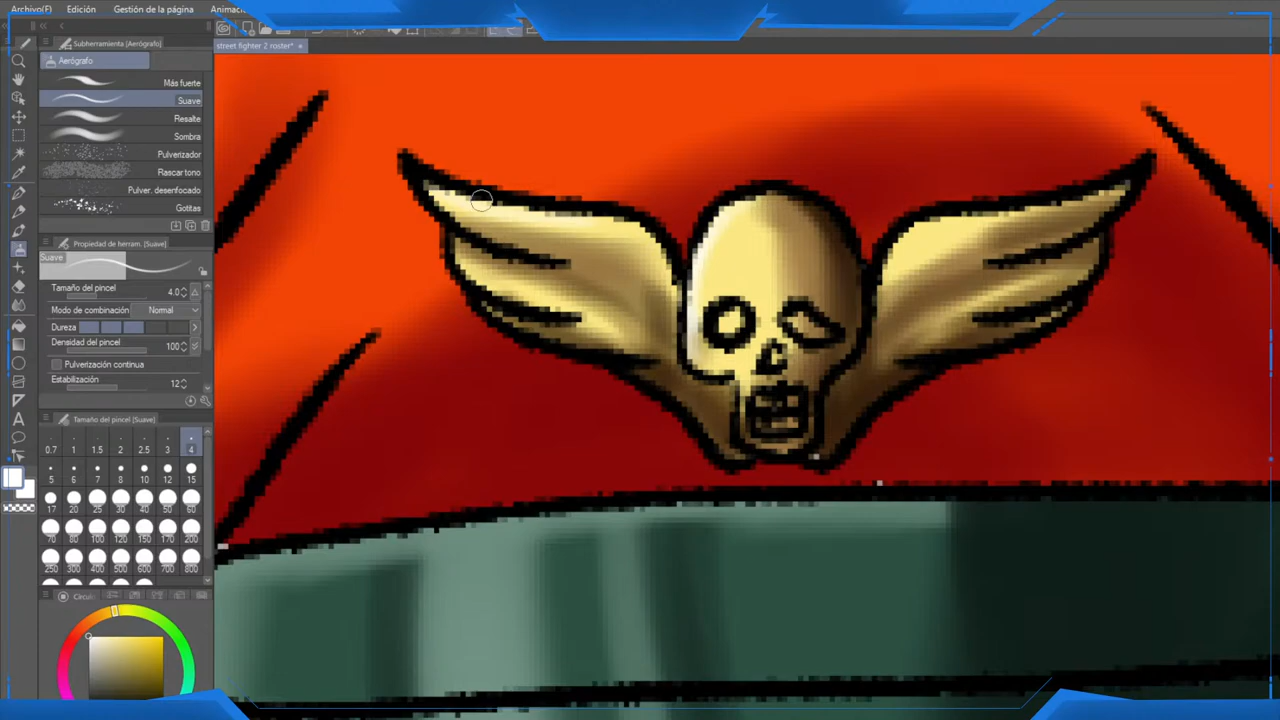 Archivo(F) Edición Gestión de la página Animació
Subherramienta [Aerógrafo]
street fighter 2 roster*
Aerógrafo
Más fuerte
Suave
Resalte
Sombra
Pulverizador
Rascar tono
Pulver. desenfocado
Gotitas
Propiedad de herram. [Suave]
Suave
Tamaño del pincel 4.0
Modo de combinación Normal
Dureza
Densidad del pincel 100
Pulverización continua
Estabilización 12
Tamaño del pincel [Suave]
0.7 1 1.5 2 2.5 3 4
5 6 7 8 10 12 15
17 20 25 30 40 50 60
70 80 100 120 150 170 200
250 300 400 500 600 700 800
Círcul